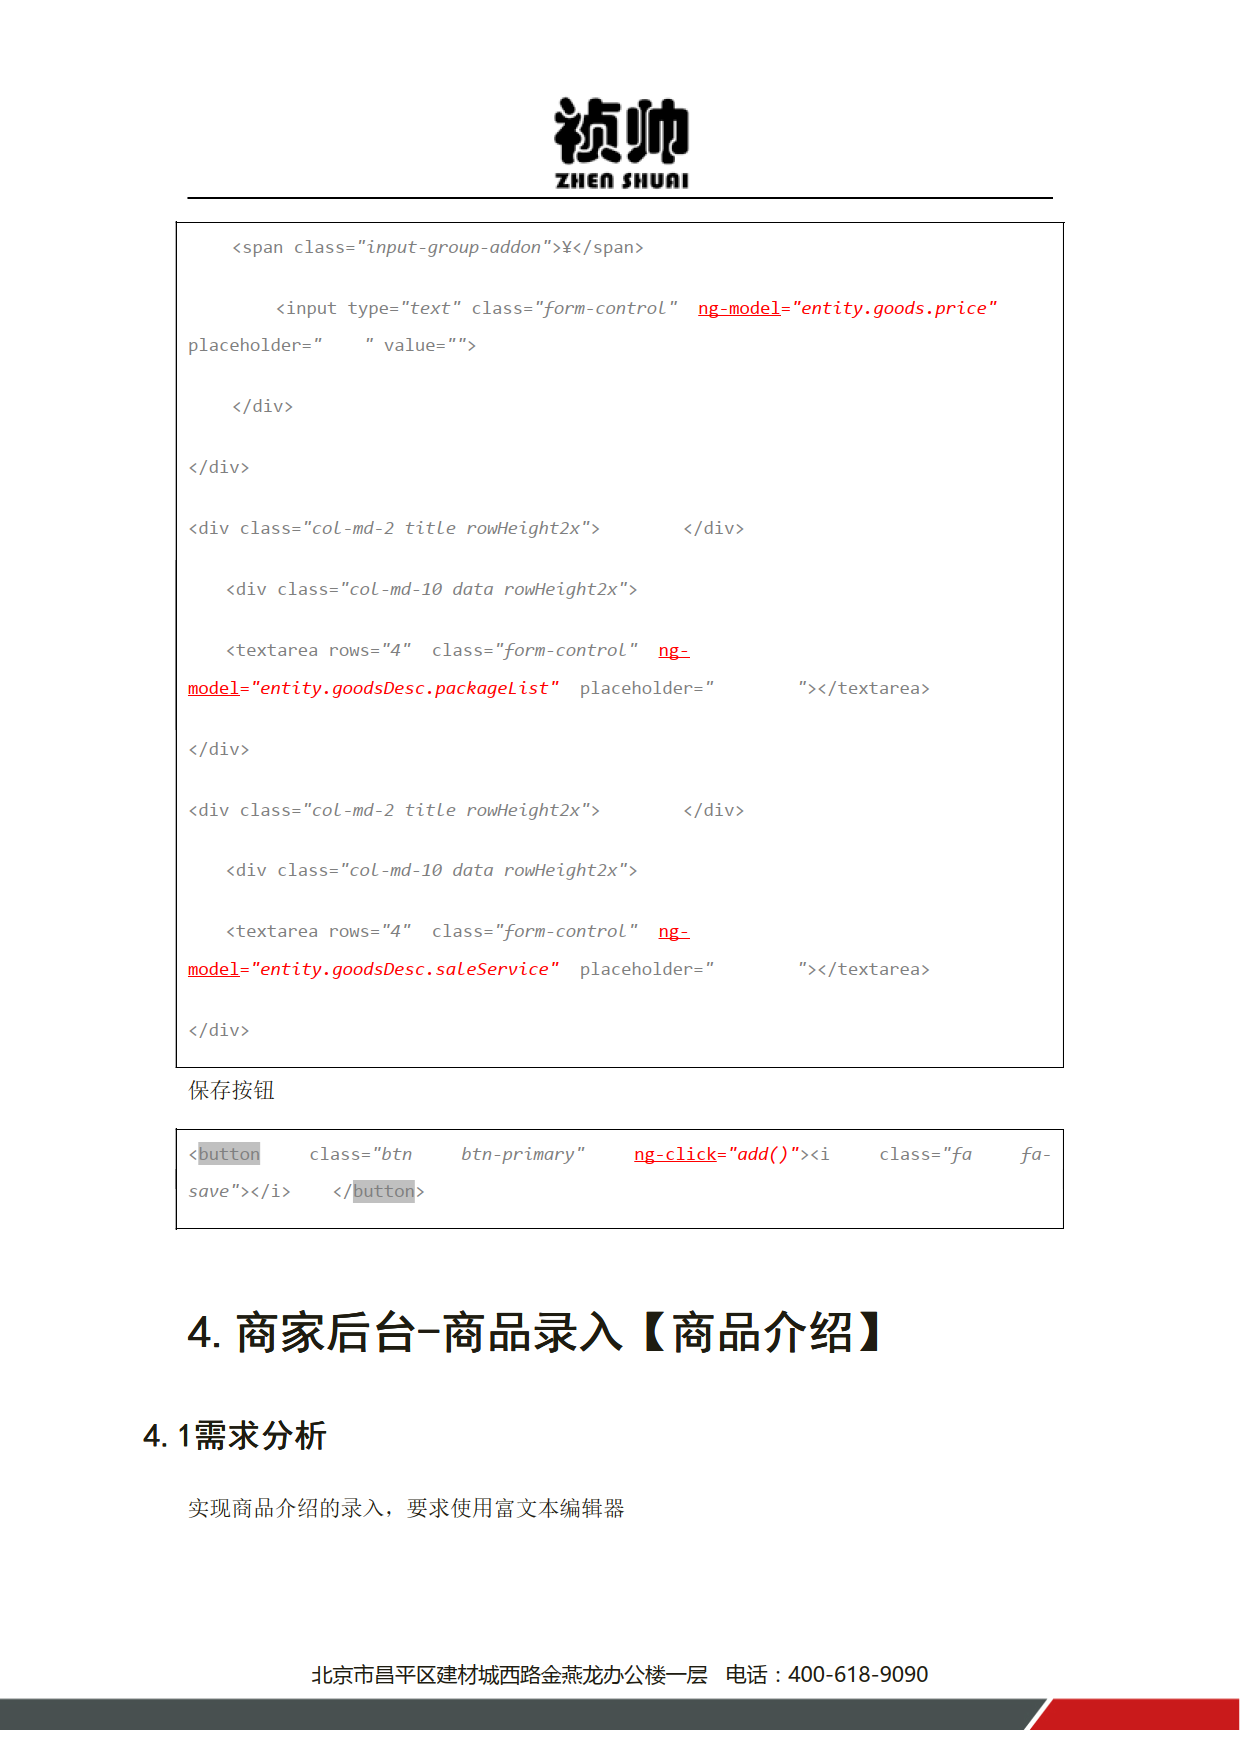 祯帅
ZHEN SHUAI
<span class="input-group-addon">¥</span>
<input type="text" class="form-control" ng-model="entity.goods.price"
placeholder=" " value="">
</div>
</div>
<div class="col-md-2 title rowHeight2x"> </div>
<div class="col-md-10 data rowHeight2x">
<textarea rows="4" class="form-control" ng-
model="entity.goodsDesc.packageList" placeholder=" "></textarea>
</div>
<div class="col-md-2 title rowHeight2x"> </div>
<div class="col-md-10 data rowHeight2x">
<textarea rows="4" class="form-control" ng-
model="entity.goodsDesc.saleService" placeholder=" "></textarea>
</div>
保存按钮
<button class="btn btn-primary" ng-click="add()"><i class="fa fa-
save"></i> </button>
4.商家后台-商品录入【商品介绍】
4.1需求分析
实现商品介绍的录入，要求使用富文本编辑器
北京市昌平区建材城西路金燕龙办公楼一层 电话：400-618-9090